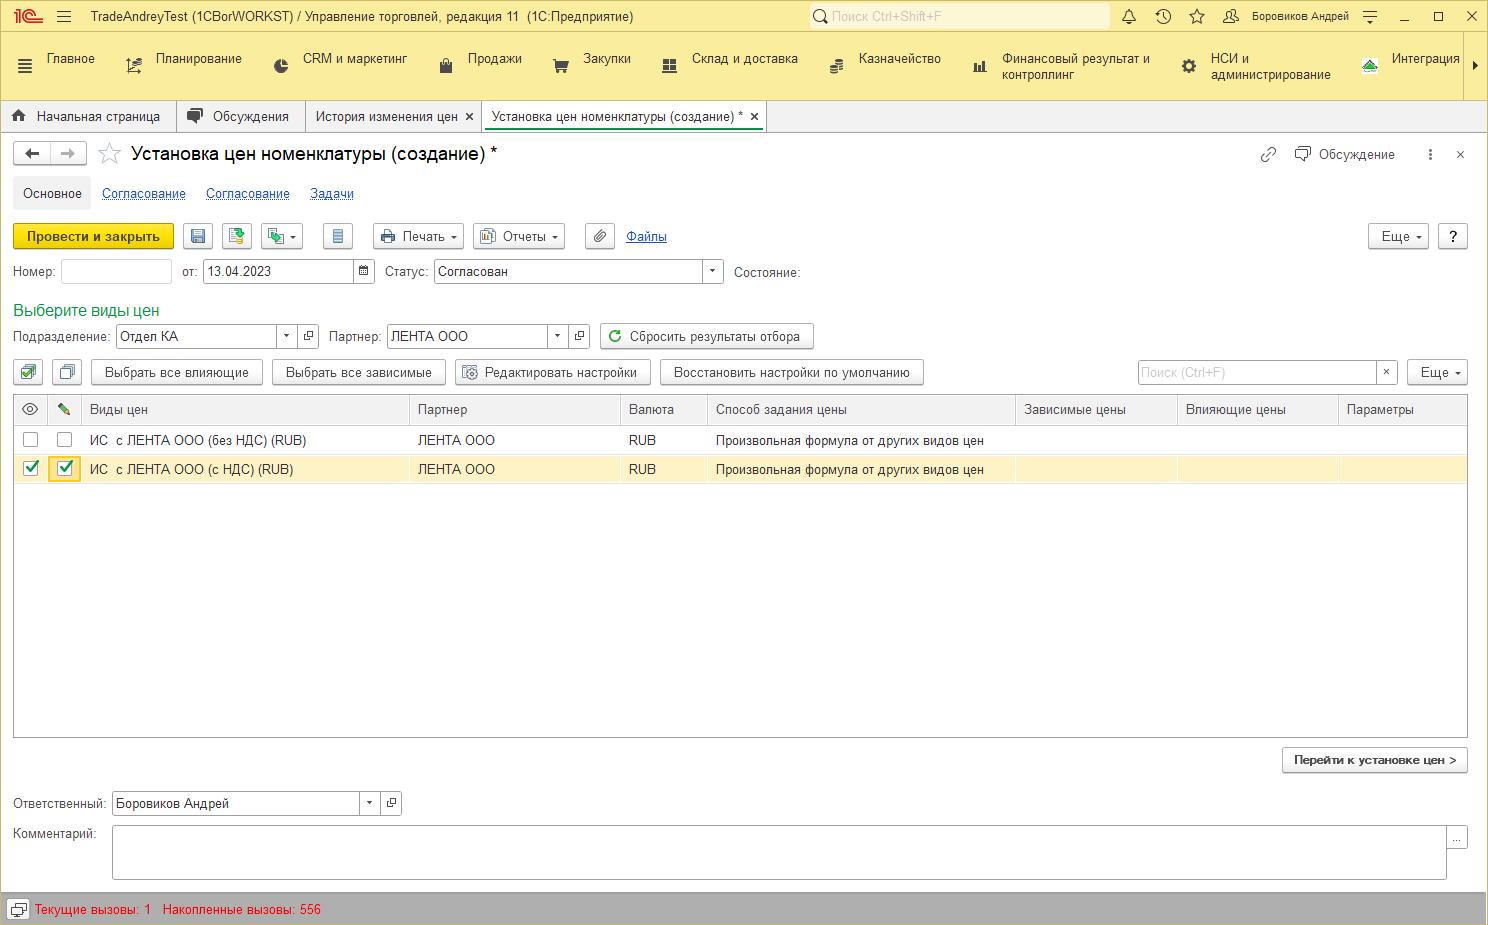 1С TradeAndreyTest (1CBorWORKST) / Управление торговлей, редакция 11 (1С:Предприятие) Поиск Ctrl+Shift+F Боровиков Андрей
Главное Планирование CRM и маркетинг Продажи Закупки Склад и доставка Казначейство Финансовый результат и контроллинг НСИ и администрирование Интеграция
Начальная страница Обсуждения История изменения цен × Установка цен номенклатуры (создание) * ×
Установка цен номенклатуры (создание) * Обсуждение
Основное Согласование Согласование Задачи
Провести и закрыть Печать Отчеты Файлы Еще ?
Номер: от: 13.04.2023 Статус: Согласован Состояние:
Выберите виды цен
Подразделение: Отдел КА Партнер: ЛЕНТА ООО Сбросить результаты отбора
Выбрать все влияющие Выбрать все зависимые Редактировать настройки Восстановить настройки по умолчанию Поиск (Ctrl+F) × Еще
Виды цен Партнер Валюта Способ задания цены Зависимые цены Влияющие цены Параметры
ИС с ЛЕНТА ООО (без НДС) (RUB) ЛЕНТА ООО RUB Произвольная формула от других видов цен
ИС с ЛЕНТА ООО (с НДС) (RUB) ЛЕНТА ООО RUB Произвольная формула от других видов цен
Перейти к установке цен >
Ответственный: Боровиков Андрей
Комментарий: ...
Текущие вызовы: 1 Накопленные вызовы: 556